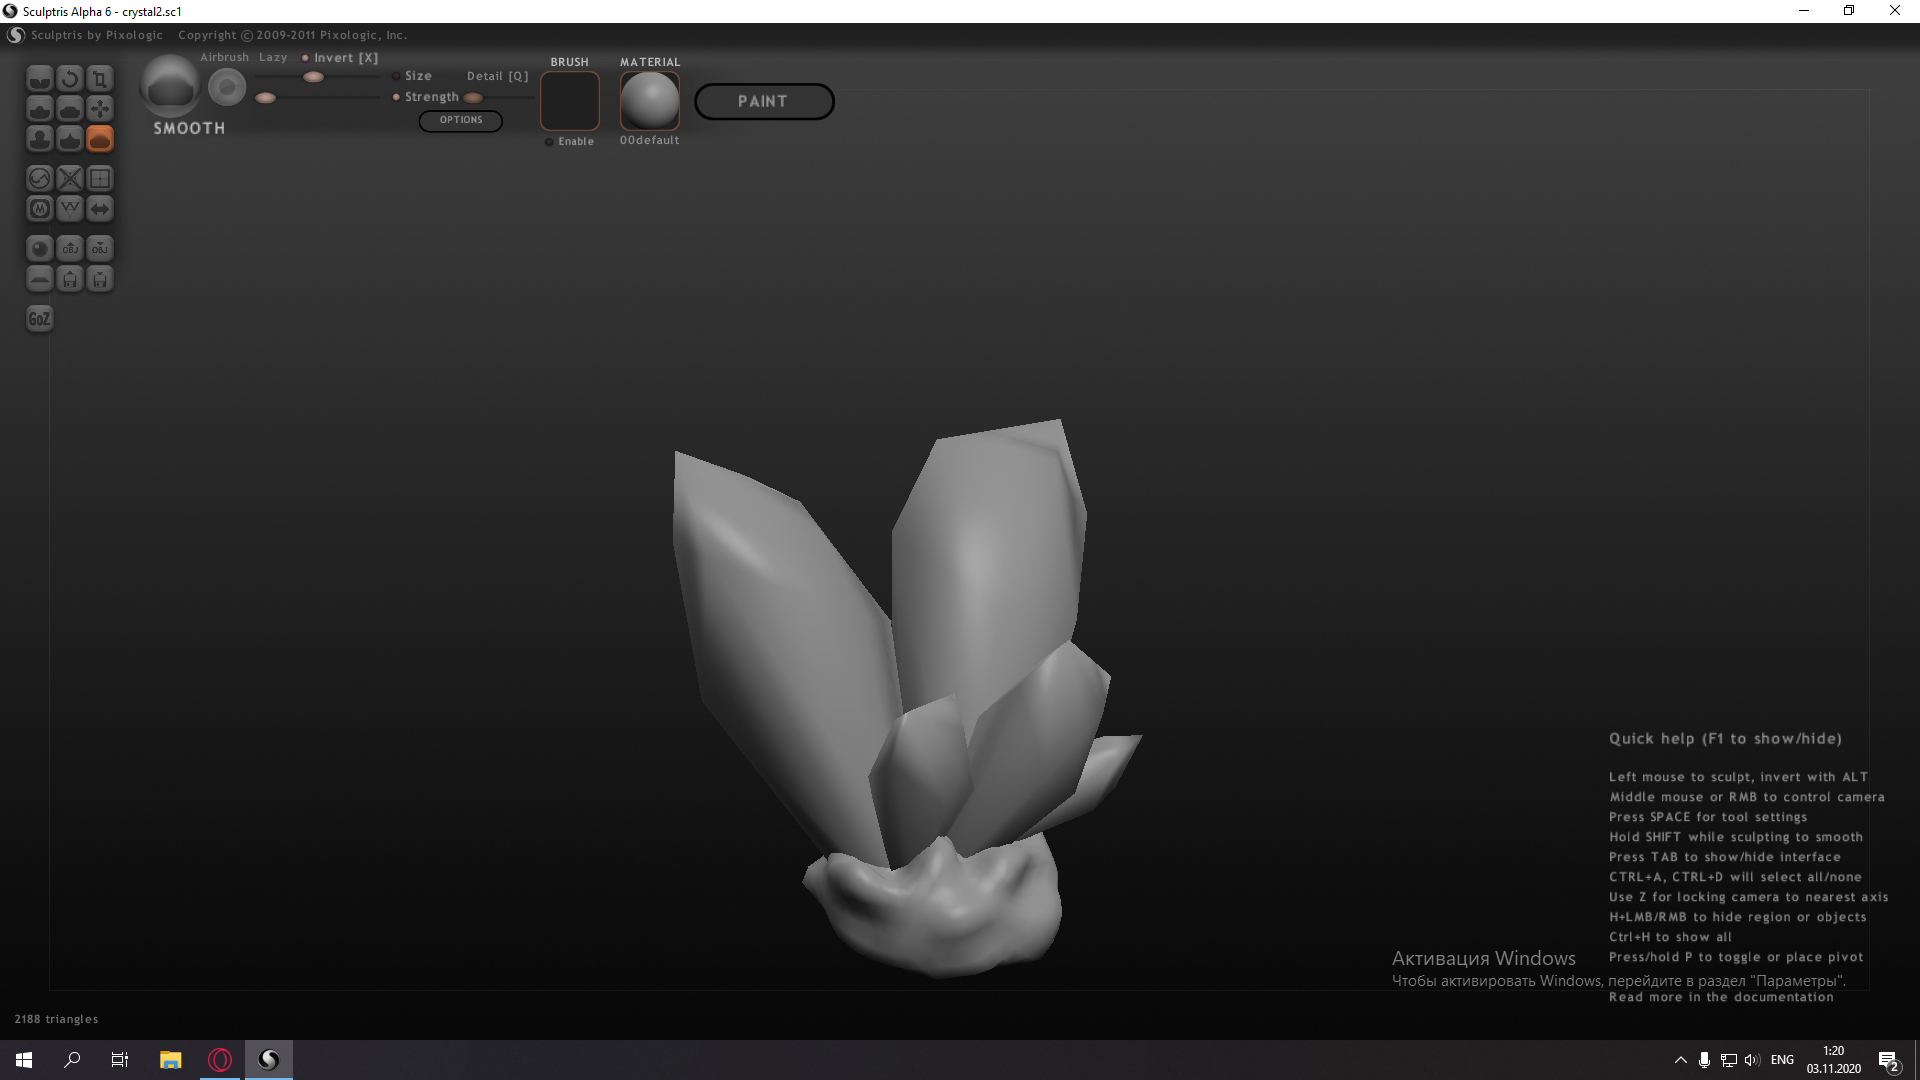 Sculptris Alpha 6 - crystal2.sc1
Sculptris by Pixologic Copyright © 2009-2011 Pixologic, Inc.
Airbrush Lazy Invert [X]
Size Detail [Q]
Strength
OPTIONS
SMOOTH
BRUSH
Enable
MATERIAL
00default
PAINT
OBJ OBJ
GoZ
Quick help (F1 to show/hide)
Left mouse to sculpt, invert with ALT
Middle mouse or RMB to control camera
Press SPACE for tool settings
Hold SHIFT while sculpting to smooth
Press TAB to show/hide interface
CTRL+A, CTRL+D will select all/none
Use Z for locking camera to nearest axis
H+LMB/RMB to hide region or objects
Ctrl+H to show all
Press/hold P to toggle or place pivot
Read more in the documentation
Активация Windows
Чтобы активировать Windows, перейдите в раздел "Параметры".
2188 triangles
ENG
1:20
03.11.2020
2